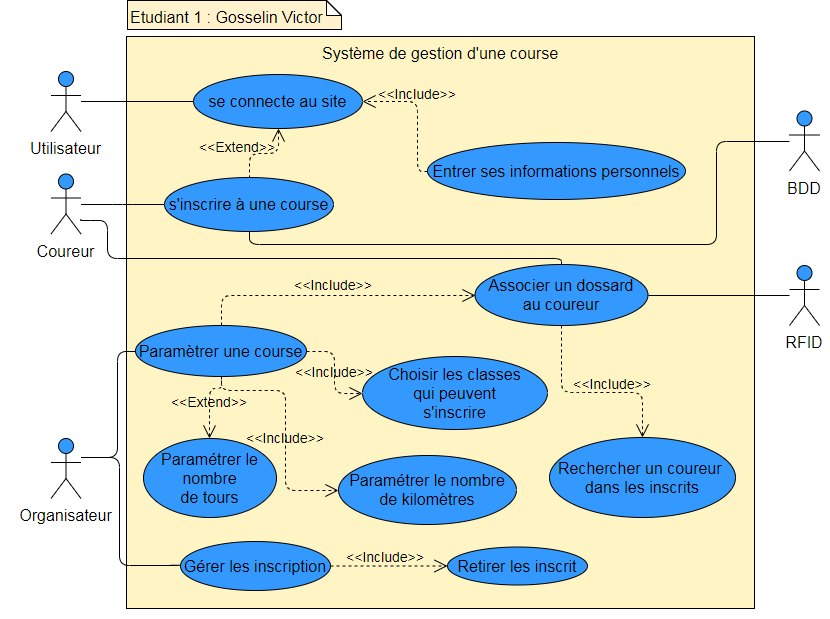 Etudiant 1 : Gosselin Victor
Système de gestion d'une course
se connecte au site
<<Include>>
Utilisateur
<<Extend>>
Entrer ses informations personnels
BDD
s'inscrire à une course
Coureur
<<Include>>
Associer un dossard
au coureur
RFID
Paramètrer une course
<<Include>>
Choisir les classes
qui peuvent
s'inscrire
<<Include>>
<<Extend>>
<<Include>>
Paramétrer le
nombre
de tours
Paramétrer le nombre
de kilomètres
Rechercher un coureur
dans les inscrits
Organisateur
Gérer les inscription
<<Include>>
Retirer les inscrit